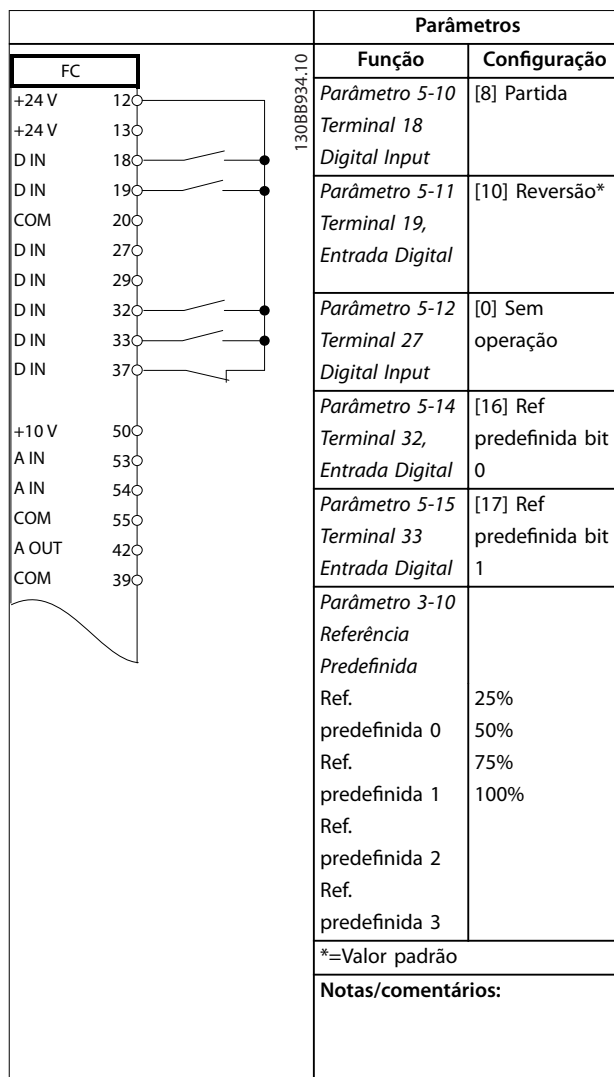 Parâmetros
Função Configuração
FC
130BB934.10
+24 V 12
+24 V 13
D IN 18
D IN 19
COM 20
D IN 27
D IN 29
D IN 32
D IN 33
D IN 37
+10 V 50
A IN 53
A IN 54
COM 55
A OUT 42
COM 39
Parâmetro 5-10 [8] Partida
Terminal 18
Digital Input
Parâmetro 5-11 [10] Reversão*
Terminal 19,
Entrada Digital
Parâmetro 5-12 [0] Sem
Terminal 27 operação
Digital Input
Parâmetro 5-14 [16] Ref
Terminal 32, predefinida bit
Entrada Digital 0
Parâmetro 5-15 [17] Ref
Terminal 33 predefinida bit
Entrada Digital 1
Parâmetro 3-10
Referência
Predefinida
Ref. 25%
predefinida 0 50%
Ref. 75%
predefinida 1 100%
Ref.
predefinida 2
Ref.
predefinida 3
*=Valor padrão
Notas/comentários: